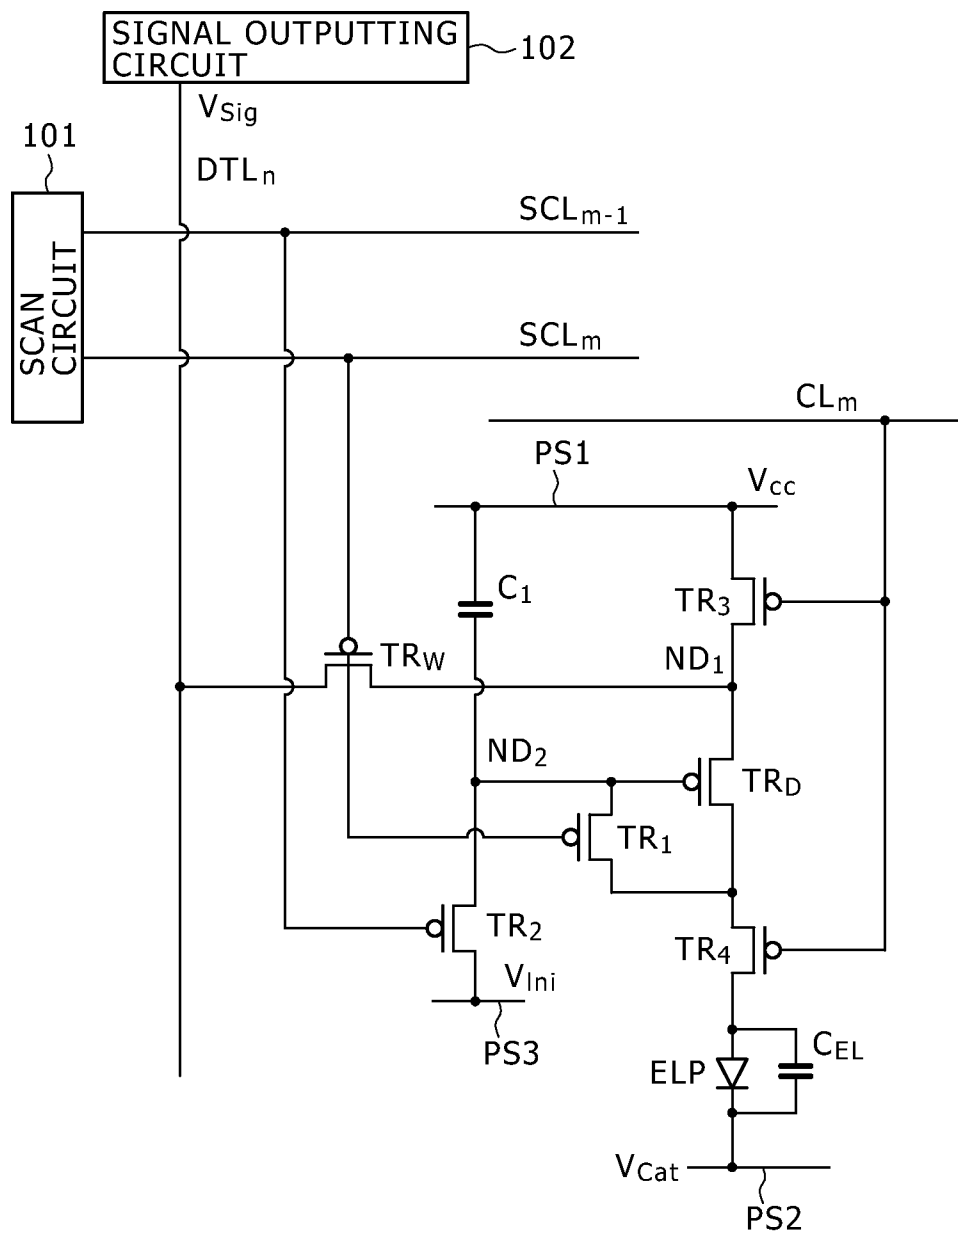 SIGNAL OUTPUTTING
CIRCUIT
102
VSig
101
DTLn
SCLm-1
SCAN
CIRCUIT
SCLm
CLm
PS1
Vcc
C1
TR3
TRW
ND1
ND2
TRD
TR1
TR2
TR4
VIni
PS3
CEL
ELP
VCat
PS2